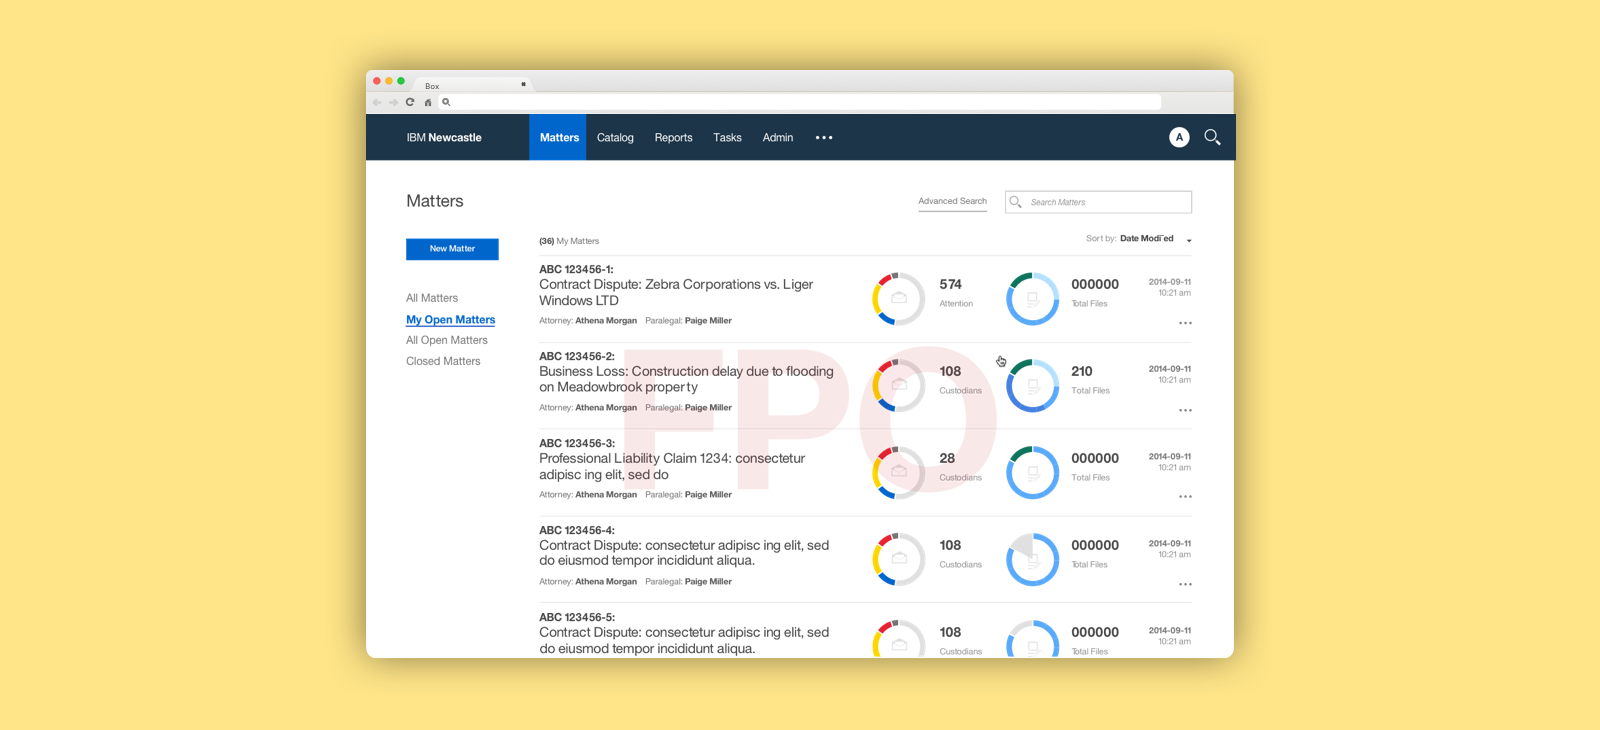 Box
IBM Newcastle
Matters
Catalog
Reports
Tasks
Admin
A
Matters
Advanced Search
Search Matters
New Matter
(36) My Matters
Sort by: Date Modi˝ed
All Matters
My Open Matters
All Open Matters
Closed Matters
ABC 123456-1:
Contract Dispute: Zebra Corporations vs. Liger
Windows LTD
Attorney: Athena Morgan Paralegal: Paige Miller
574
Attention
000000
Total Files
2014-09-11
10:21 am
ABC 123456-2:
Business Loss: Construction delay due to flooding
on Meadowbrook property
Attorney: Athena Morgan Paralegal: Paige Miller
108
Custodians
210
Total Files
2014-09-11
10:21 am
FPO
ABC 123456-3:
Professional Liability Claim 1234: consectetur
adipisc ing elit, sed do
Attorney: Athena Morgan Paralegal: Paige Miller
28
Custodians
000000
Total Files
2014-09-11
10:21 am
ABC 123456-4:
Contract Dispute: consectetur adipisc ing elit, sed
do eiusmod tempor incididunt aliqua.
Attorney: Athena Morgan Paralegal: Paige Miller
108
Custodians
000000
Total Files
2014-09-11
10:21 am
ABC 123456-5:
Contract Dispute: consectetur adipisc ing elit, sed
do eiusmod tempor incididunt aliqua.
108
Custodians
000000
Total Files
2014-09-11
10:21 am